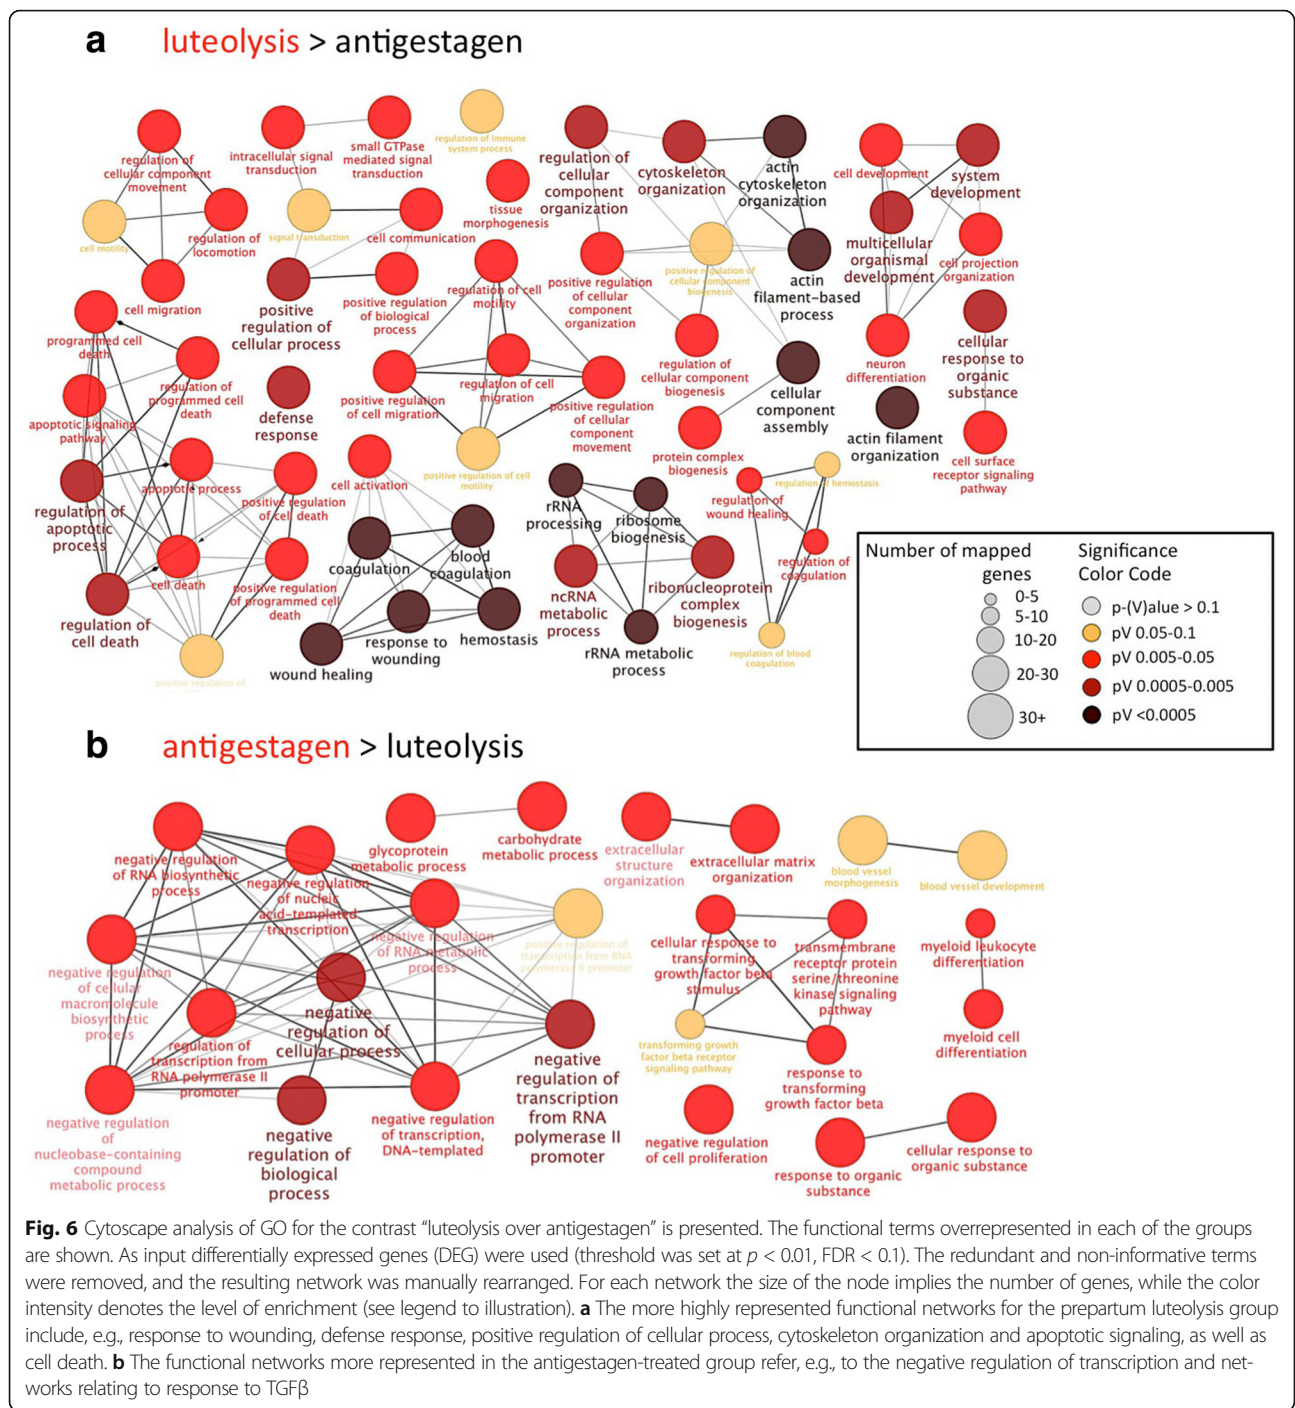 a luteolysis > antigestagen
regulation of
cellular component
movement
intracellular signal
transduction
small GTPase
mediated signal
transduction
regulation of immune
system process
regulation of
cellular
component
organization
cytoskeleton
organization
actin
cytoskeleton
organization
cell development
system
development
cell motility
regulation of
locomotion
signal transduction
cell communication
tissue
morphogenesis
multicellular
organismal
development
cell projection
organization
cell migration
positive
regulation of
cellular process
positive regulation
of biological
process
regulation of cell
motility
positive regulation
of cellular
component
organization
positive regulation of
cellular component
biogenesis
actin
filament-based
process
programmed cell
death
regulation of
programmed cell
death
defense
response
positive regulation
of cell migration
regulation of cell
migration
positive regulation
of cellular
component
movement
regulation of
cellular component
biogenesis
cellular
component
assembly
neuron
differentiation
cellular
response to
organic
substance
apoptotic signaling
pathway
apoptotic process
positive regulation
of cell death
cell activation
positive regulation of cell
motility
protein complex
biogenesis
actin filament
organization
cell surface
receptor signaling
pathway
regulation of
apoptotic
process
cell death
positive regulation
of programmed cell
death
coagulation
blood
coagulation
rRNA
processing
ribosome
biogenesis
regulation of
wound healing
regulation of hemostasis
regulation of
coagulation
regulation of
cell death
positive regulation of
wound healing
response to
wounding
hemostasis
ncRNA
metabolic
process
rRNA metabolic
process
ribonucleoprotein
complex
biogenesis
regulation of blood
coagulation
Number of mapped
genes
0-5
5-10
10-20
20-30
30+
Significance
Color Code
p-(V)alue > 0.1
pV 0.05-0.1
pV 0.005-0.05
pV 0.0005-0.005
pV <0.0005
b antigestagen > luteolysis
negative regulation
of RNA biosynthetic
process
negative regulation
of nucleic
acid-templated
transcription
glycoprotein
metabolic process
carbohydrate
metabolic process
extracellular
structure
organization
extracellular matrix
organization
blood vessel
morphogenesis
blood vessel development
negative regulation
of cellular
macromolecule
biosynthetic
process
negative regulation
of RNA metabolic
process
positive regulation of
transcription from RNA
polymerase II promoter
cellular response to
transforming
growth factor beta
stimulus
transmembrane
receptor protein
serine/threonine
kinase signaling
pathway
myeloid leukocyte
differentiation
regulation of
transcription from
RNA polymerase II
promoter
negative
regulation of
cellular process
negative
regulation of
transcription
from RNA
polymerase II
promoter
transforming growth
factor beta receptor
signaling pathway
response to
transforming
growth factor beta
myeloid cell
differentiation
negative regulation
of
nucleobase-containing
compound
metabolic process
negative
regulation of
biological
process
negative regulation
of transcription,
DNA-templated
negative regulation
of cell proliferation
response to organic
substance
cellular response to
organic substance
Fig. 6 Cytoscape analysis of GO for the contrast “luteolysis over antigestagen” is presented. The functional terms overrepresented in each of the groups
are shown. As input differentially expressed genes (DEG) were used (threshold was set at p < 0.01, FDR < 0.1). The redundant and non-informative terms
were removed, and the resulting network was manually rearranged. For each network the size of the node implies the number of genes, while the color
intensity denotes the level of enrichment (see legend to illustration). a The more highly represented functional networks for the prepartum luteolysis group
include, e.g., response to wounding, defense response, positive regulation of cellular process, cytoskeleton organization and apoptotic signaling, as well as
cell death. b The functional networks more represented in the antigestagen-treated group refer, e.g., to the negative regulation of transcription and net-
works relating to response to TGFβ